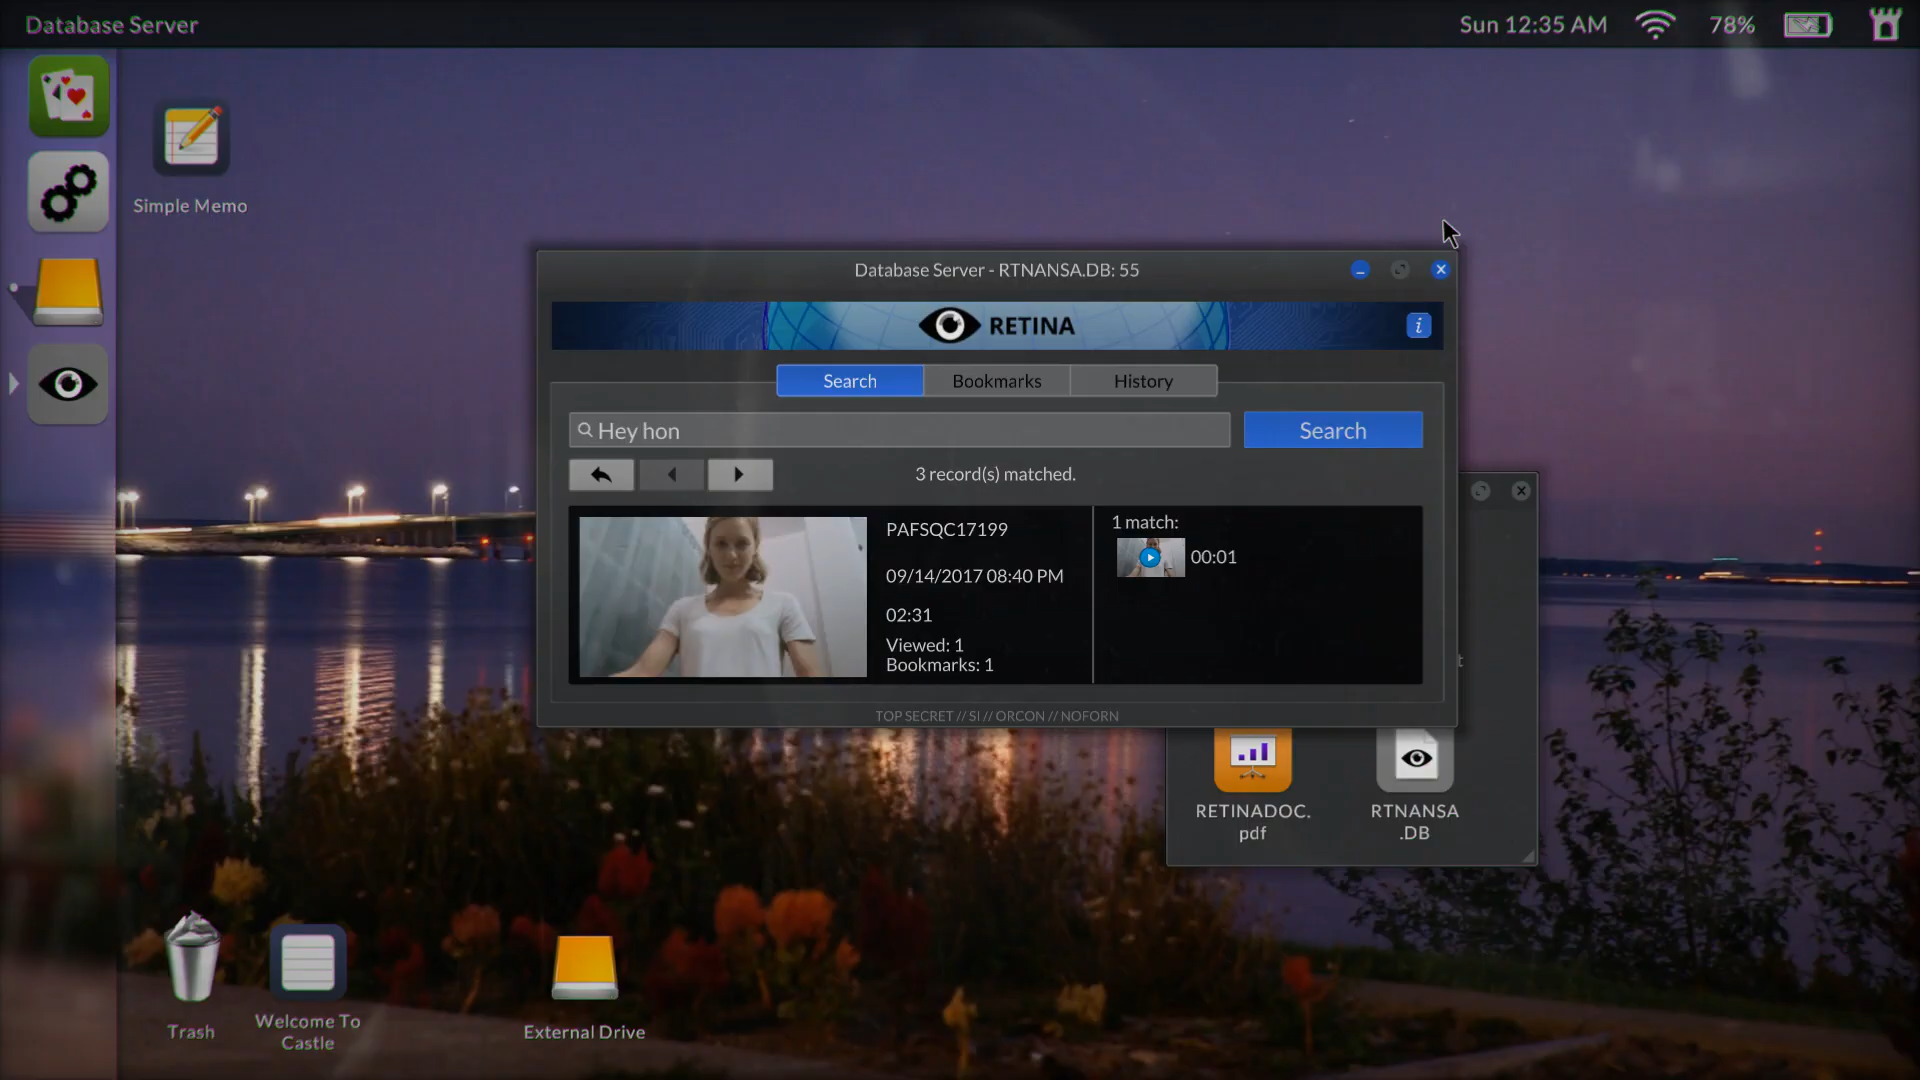 Database Server
Sun 12:35 AM
78%
Simple Memo
Database Server - RTNANSA.DB: 55
RETINA
i
Search
Bookmarks
History
Hey hon
Search
3 record(s) matched.
PAFSQC17199
09/14/2017 08:40 PM
02:31
Viewed: 1
Bookmarks: 1
1 match:
00:01
TOP SECRET // SI // ORCON // NOFORN
RETINADOC.
pdf
RTNANSA
.DB
Trash
Welcome To
Castle
External Drive